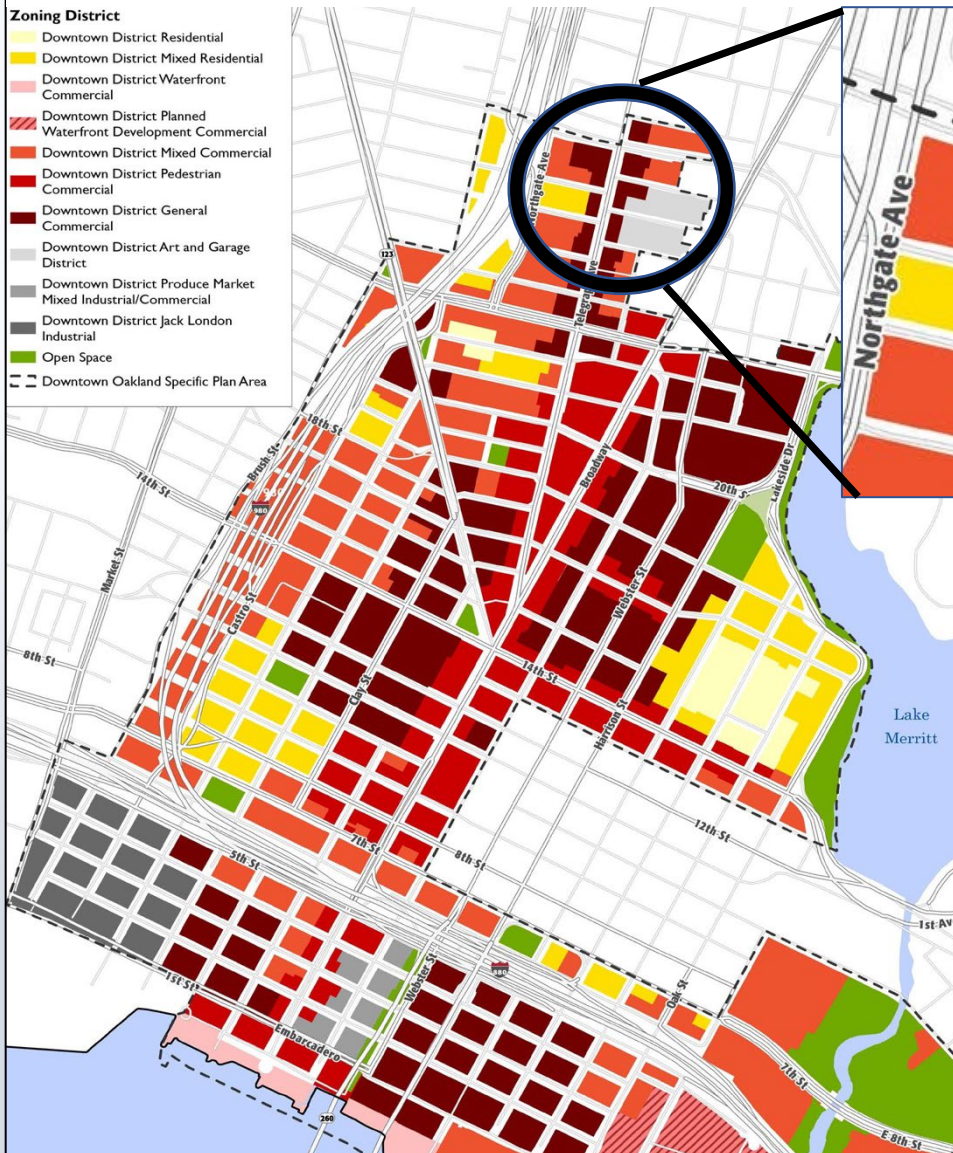 Zoning District
Downtown District Residential
Downtown District Mixed Residential
Downtown District Waterfront
Commercial
Downtown District Planned
Waterfront Development Commercial
Downtown District Mixed Commercial
Downtown District Pedestrian
Commercial
Downtown District General
Commercial
Downtown District Art and Garage
District
Downtown District Produce Market
Mixed Industrial/Commercial
Downtown District Jack London
Industrial
Open Space
Downtown Oakland Specific Plan Area
Northgate Ave
Northgate Ave
123
Telegraph Ave
18th St
Brush St
Broadway
Lakeside Dr
20th St
14th St
980
980
Market St
Webster St
Castro St
8th St
14th St
Clay St
Harrison St
Lake
Merritt
12th St
7th St
8th St
5th St
1st Av
Webster St
880
Oak St
1st St
Embarcadero
7th St
260
E 8th St